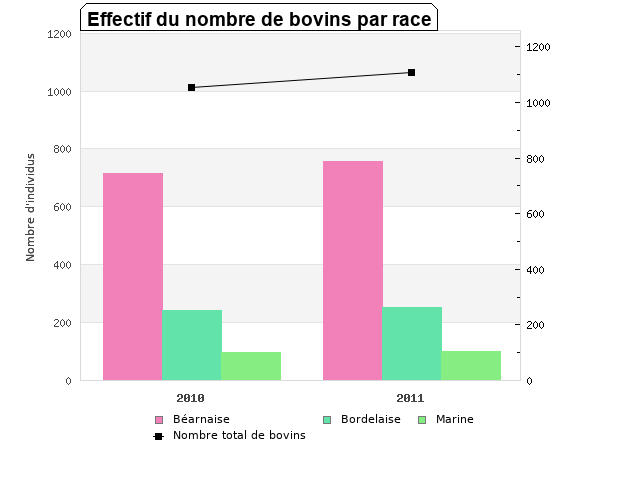 Effectif du nombre de bovins par race
1200
1000
800
600
400
200
0
Nombre d'individus
1200
1000
800
600
400
200
0
2010
2011
Béarnaise
Bordelaise
Marine
Nombre total de bovins